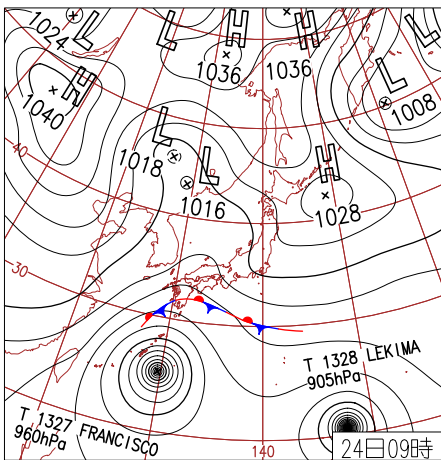 1024
L
L
H
1036
H
1036
L
L
1008
H
1040
L
1018
L
1016
H
1028
40
30
T 1328 LEKIMA
905hPa
T 1327 FRANCISCO
960hPa
140
24日09時